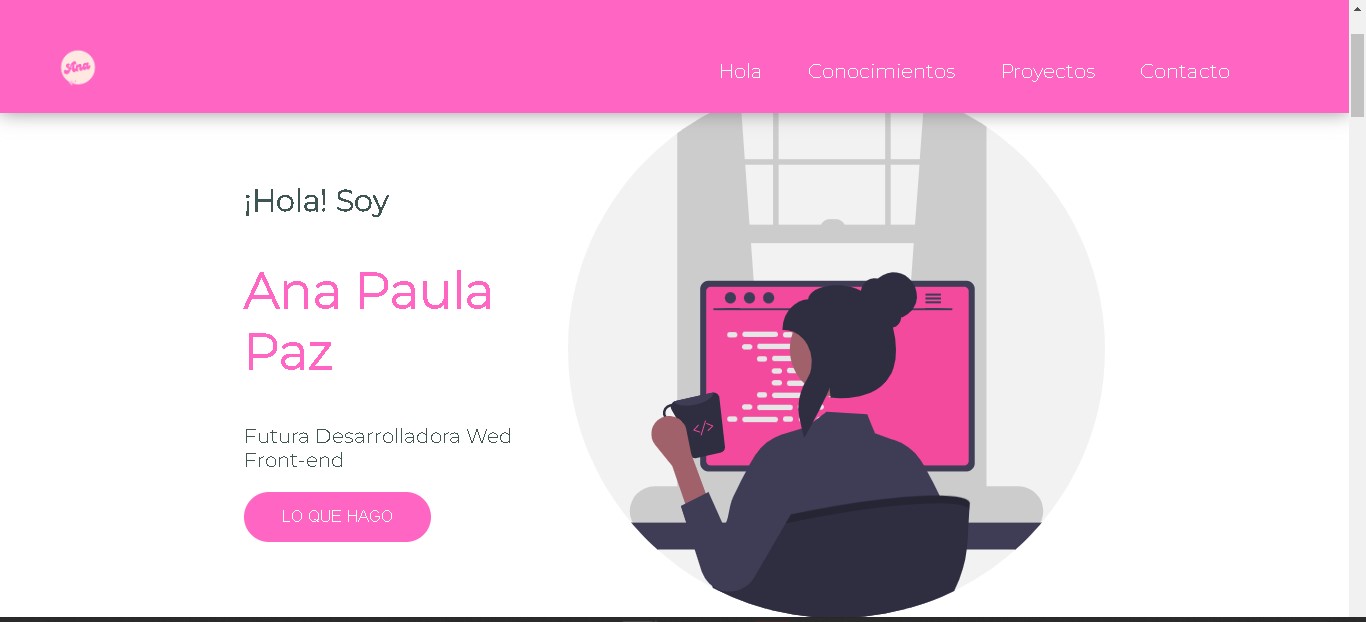 Ana
Hola Conocimientos Proyectos Contacto
¡Hola! Soy
Ana Paula
Paz
Futura Desarrolladora Wed
Front-end
LO QUE HAGO
</>